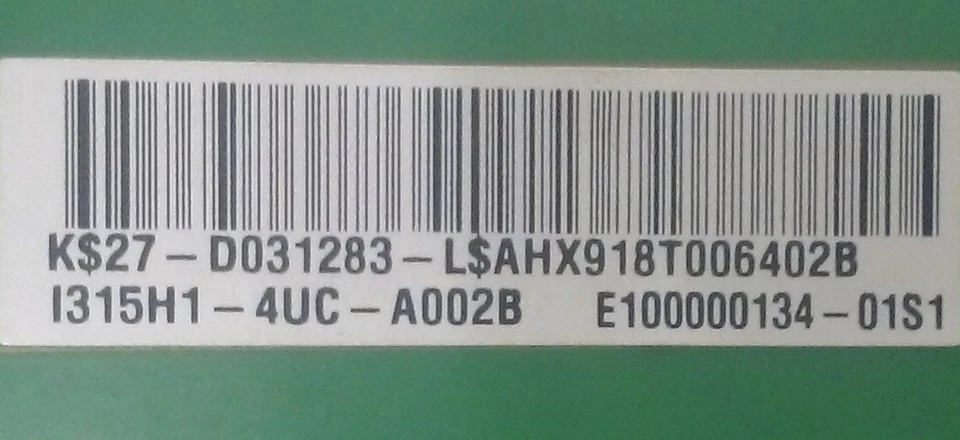 K$27-D031283-L$AHX918T006402B
I315H1-4UC-A002B E100000134-01S1